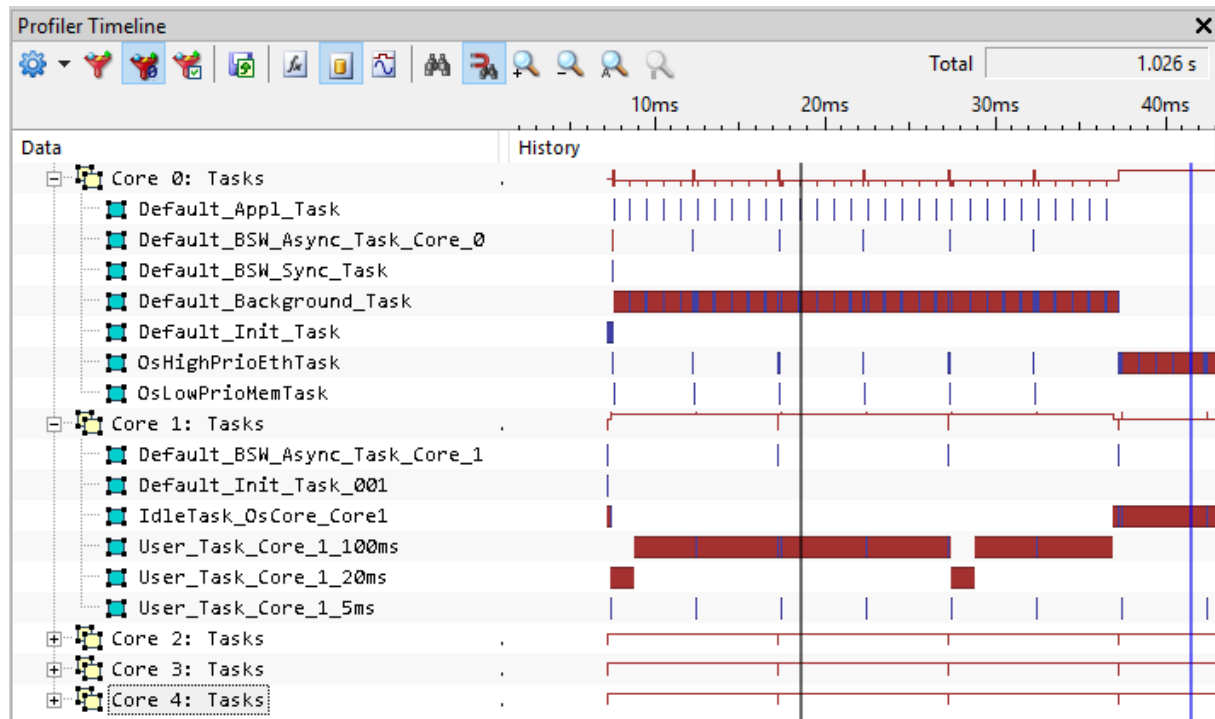 Profiler Timeline
Total 1.026 s
10ms 20ms 30ms 40ms
Data History
Core 0: Tasks
Default_Appl_Task
Default_BSW_Async_Task_Core_0
Default_BSW_Sync_Task
Default_Background_Task
Default_Init_Task
OsHighPrioEthTask
OsLowPrioMemTask
Core 1: Tasks
Default_BSW_Async_Task_Core_1
Default_Init_Task_001
IdleTask_OsCore_Core1
User_Task_Core_1_100ms
User_Task_Core_1_20ms
User_Task_Core_1_5ms
Core 2: Tasks
Core 3: Tasks
Core 4: Tasks